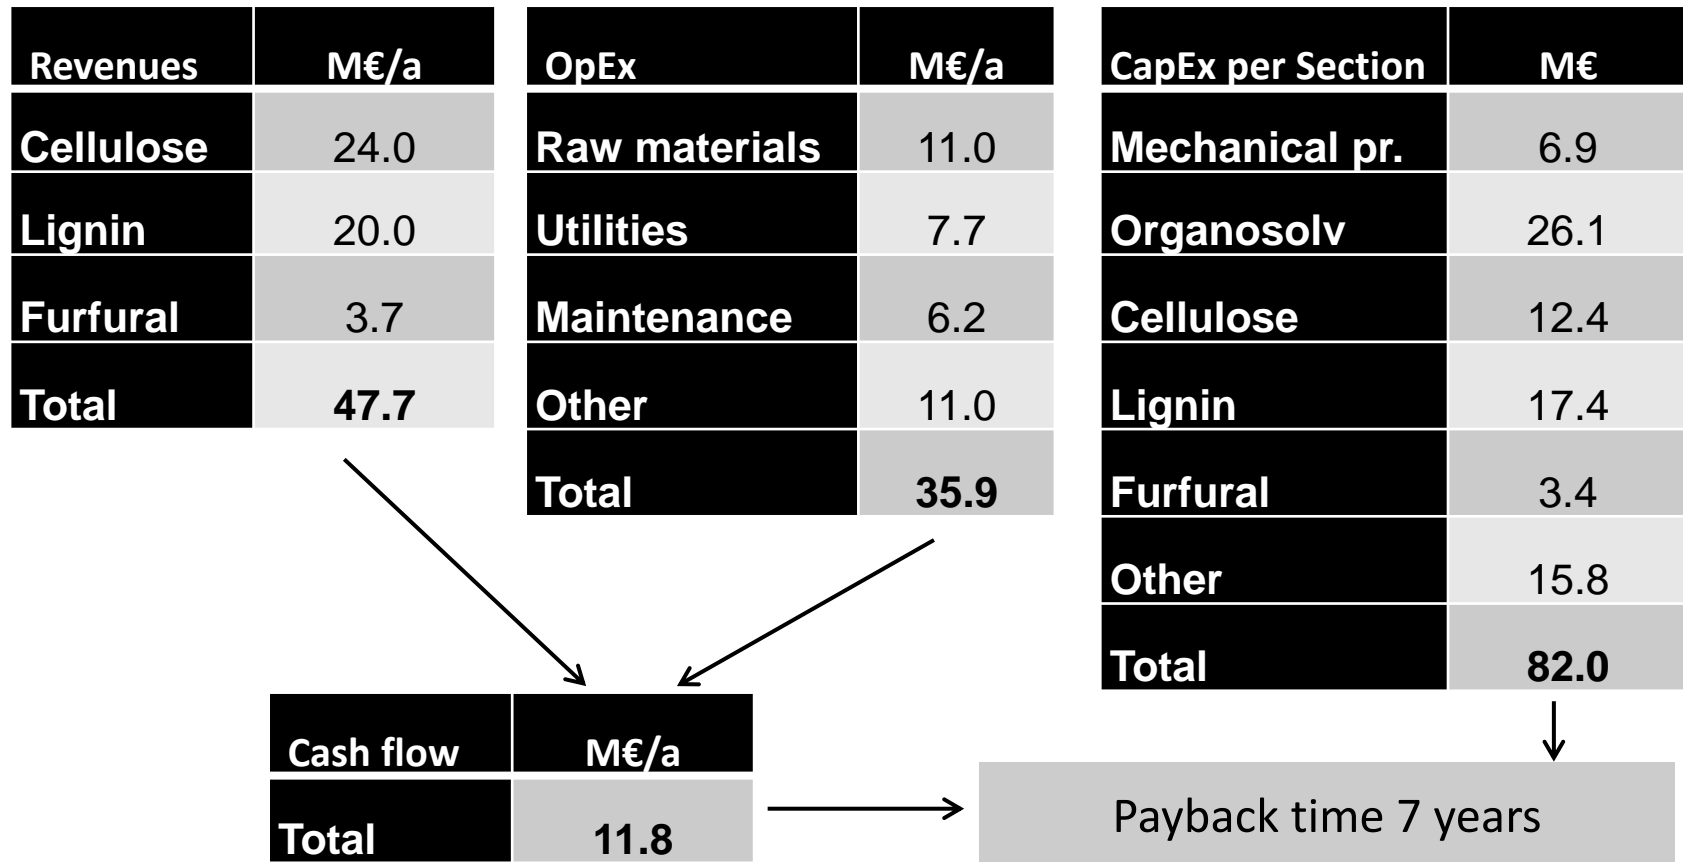 Revenues M€/a
Cellulose 24.0
Lignin 20.0
Furfural 3.7
Total 47.7
OpEx M€/a
Raw materials 11.0
Utilities 7.7
Maintenance 6.2
Other 11.0
Total 35.9
CapEx per Section M€
Mechanical pr. 6.9
Organosolv 26.1
Cellulose 12.4
Lignin 17.4
Furfural 3.4
Other 15.8
Total 82.0
Cash flow M€/a
Total 11.8
Payback time 7 years